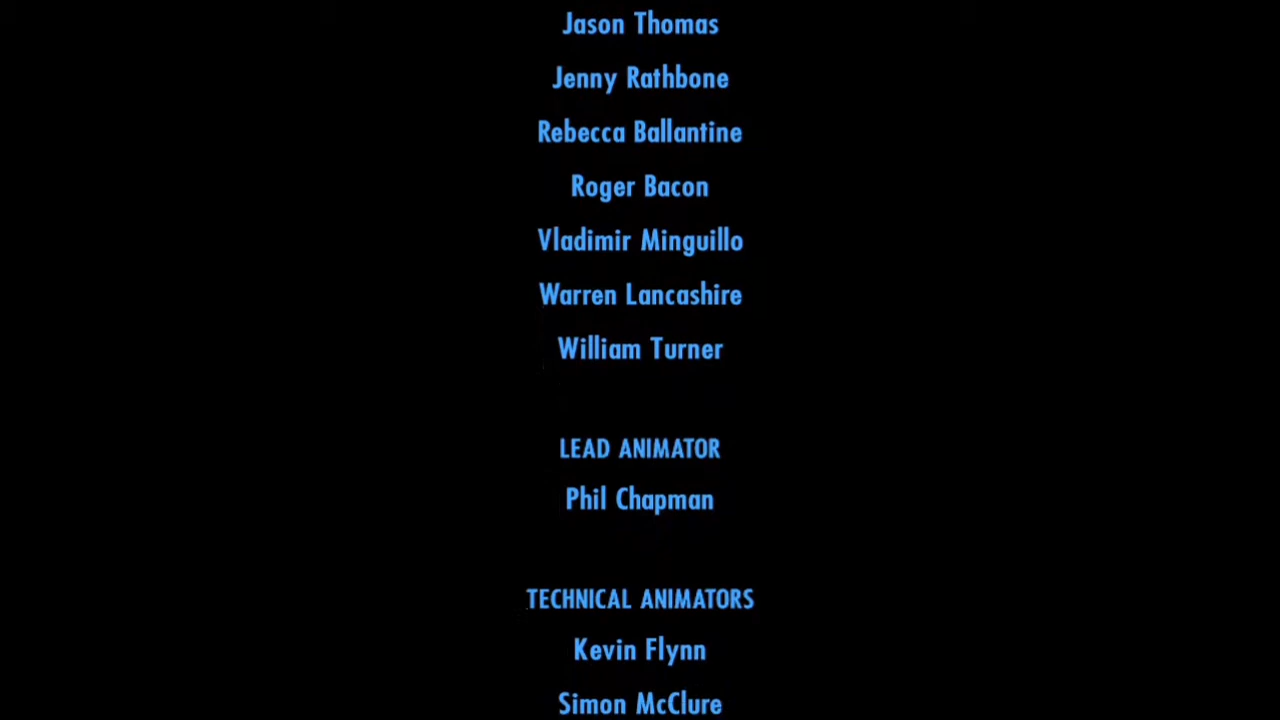 Jason Thomas
Jenny Rathbone
Rebecca Ballantine
Roger Bacon
Vladimir Minguillo
Warren Lancashire
William Turner
LEAD ANIMATOR
Phil Chapman
TECHNICAL ANIMATORS
Kevin Flynn
Simon McClure